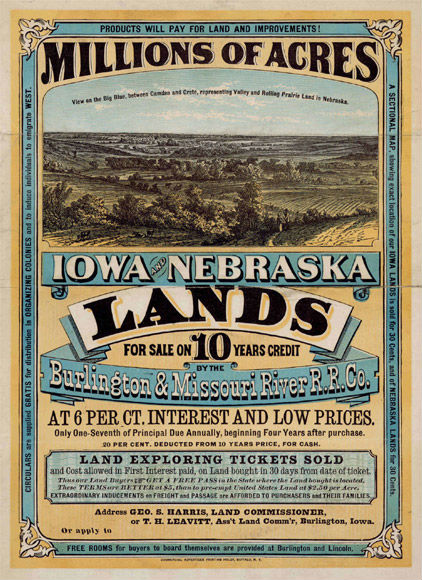 PRODUCTS WILL PAY FOR LAND AND IMPROVEMENTS!
MILLIONS OF ACRES
View on the Big Blue, between Camden and Crete, representing Valley and Rolling Prairie Land in Nebraska.
IOWA AND NEBRASKA
LANDS
FOR SALE ON 10 YEARS CREDIT
BY THE
Burlington & Missouri River R.R.Co.
AT 6 PER CT. INTEREST AND LOW PRICES.
Only One-Seventh of Principal Due Annually, beginning Four Years after purchase.
20 PER CENT. DEDUCTED FROM 10 YEARS PRICE, FOR CASH.
LAND EXPLORING TICKETS SOLD
and Cost allowed in First Interest paid, on Land bought in 30 days from date of ticket.
Thus our Land Buyers GET A FREE PASS in the State where the Land bought is located.
These TERMS are BETTER at $5, than to pre-empt United States Land at $2.50 per Acre.
EXTRAORDINARY INDUCEMENTS on FREIGHT and PASSAGE are AFFORDED TO PURCHASERS and THEIR FAMILIES.
Address GEO. S. HARRIS, LAND COMMISSIONER,
or T. H. LEAVITT, Ass't Land Comm'r, Burlington, Iowa.
Or apply to
FREE ROOMS for buyers to board themselves are provided at Burlington and Lincoln.
CIRCULARS are supplied GRATIS for distribution in ORGANIZING COLONIES and to induce individuals to emigrate WEST.
A SECTIONAL MAP, showing exact location of our IOWA LANDS is sold for 30 Cents, and of NEBRASKA LANDS for 30 Cents.
COMMERCIAL ADVERTISER PRINTING HOUSE, BUFFALO, N. Y.